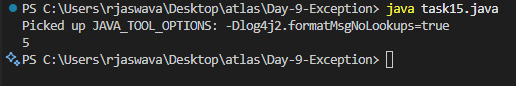 PS C:\Users\rjaswava\Desktop\atlas\Day-9-Exception> java task15.java
Picked up JAVA_TOOL_OPTIONS: -Dlog4j2.formatMsgNoLookups=true
5
PS C:\Users\rjaswava\Desktop\atlas\Day-9-Exception>